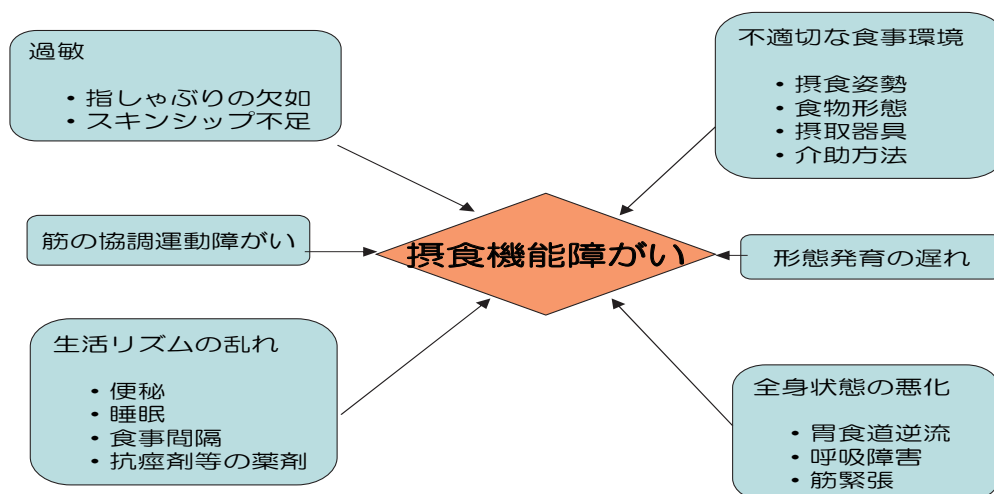 過敏
・指しゃぶりの欠如
・スキンシップ不足
不適切な食事環境
・摂食姿勢
・食物形態
・摂取器具
・介助方法
筋の協調運動障がい
摂食機能障がい
形態発育の遅れ
生活リズムの乱れ
・便秘
・睡眠
・食事間隔
・抗痙剤等の薬剤
全身状態の悪化
・胃食道逆流
・呼吸障害
・筋緊張